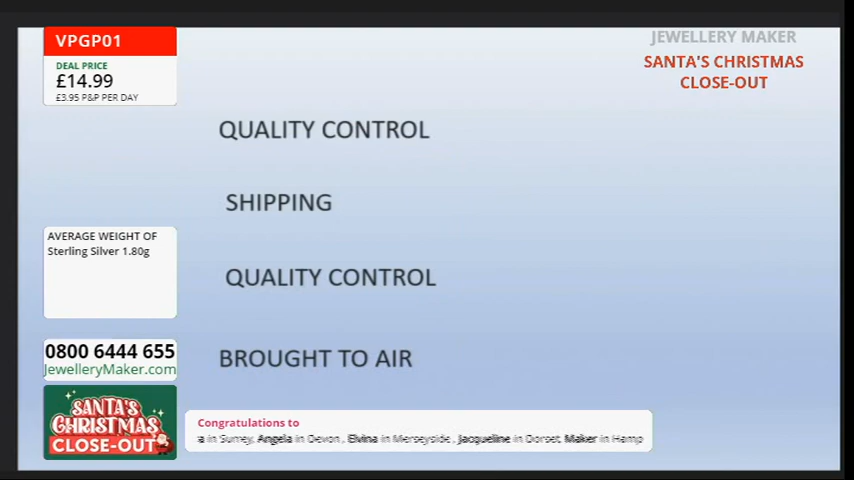 VPGP01
DEAL PRICE
£14.99
£3.95 P&P PER DAY
JEWELLERY MAKER
SANTA'S CHRISTMAS
CLOSE-OUT
QUALITY CONTROL
SHIPPING
AVERAGE WEIGHT OF
Sterling Silver 1.80g
QUALITY CONTROL
0800 6444 655
JewelleryMaker.com
BROUGHT TO AIR
SANTA'S
CHRISTMAS
CLOSE-OUT
Congratulations to
a in Surrey, Angela in Devon , Elvina in Merseyside , Jacqueline in Dorset, Maker in Hamp